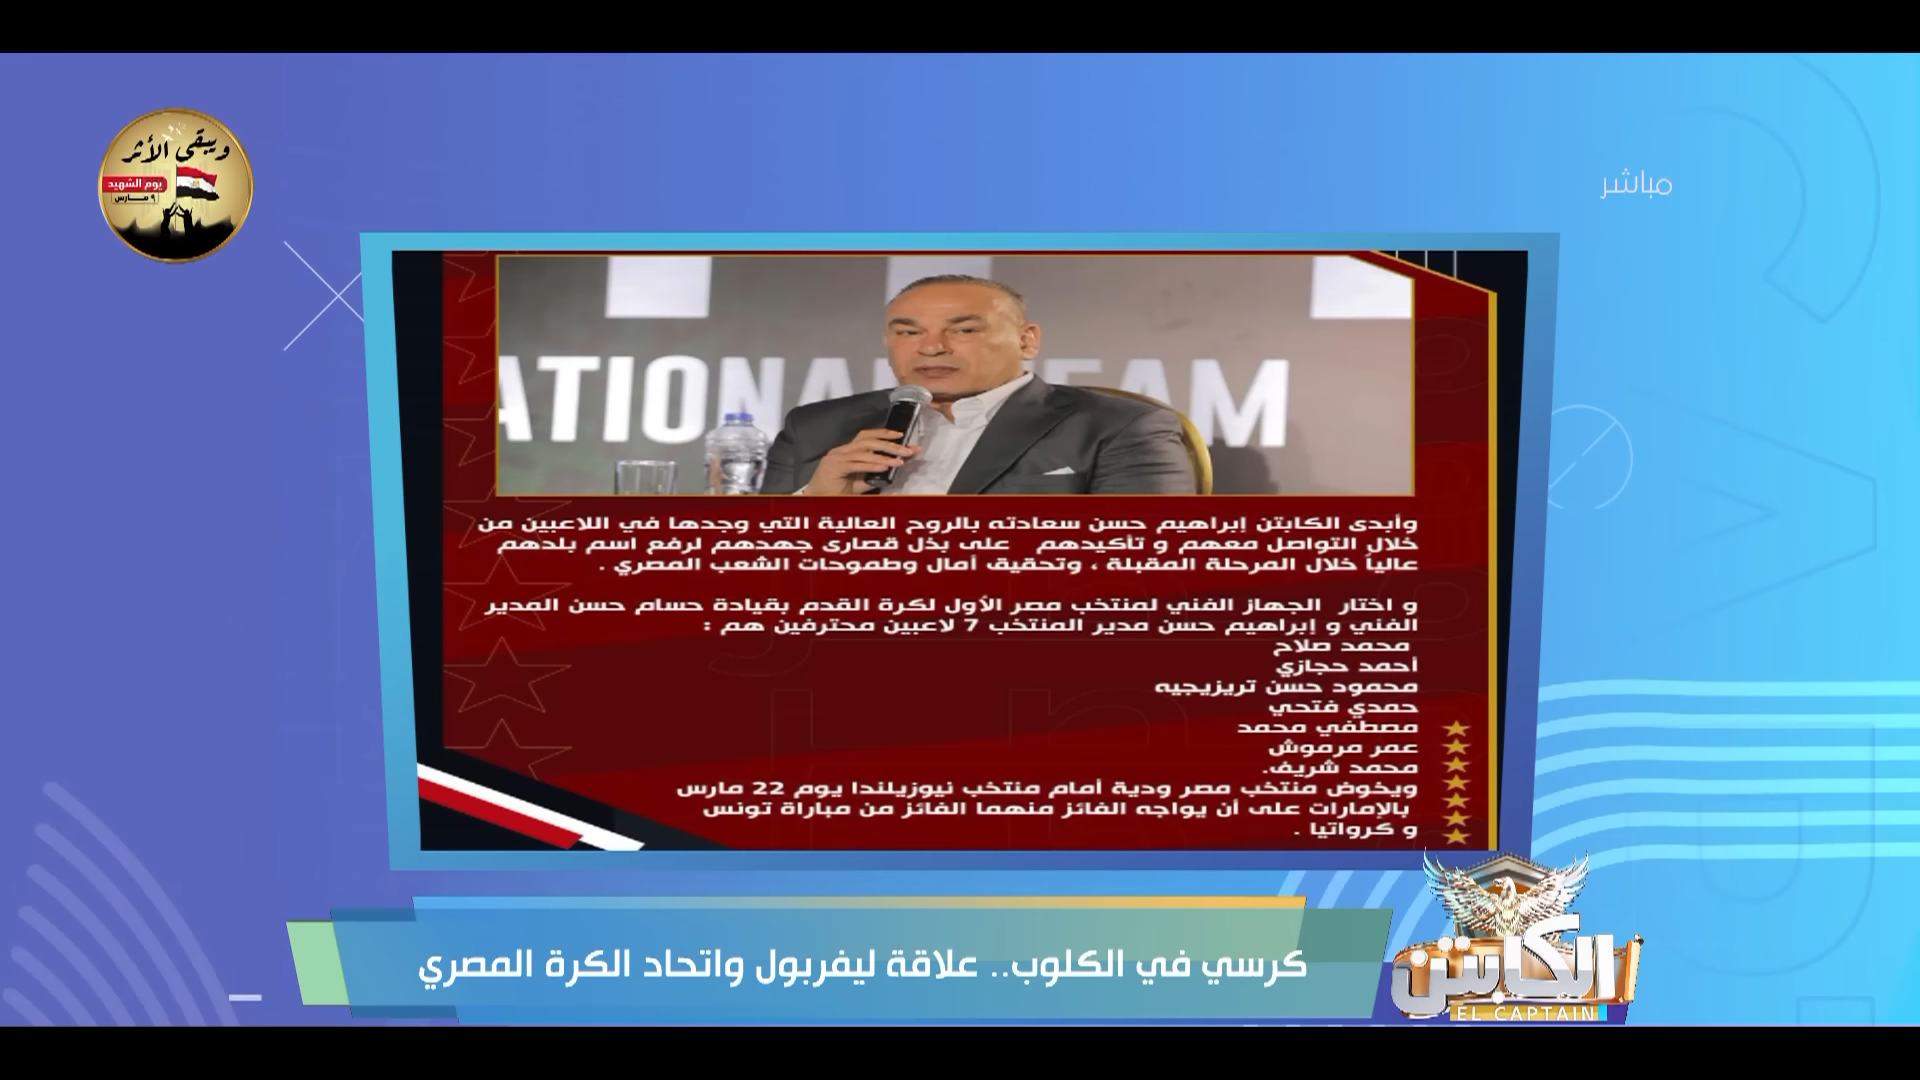 ويبقى الأثر
يوم الشهيد
٩ مارس
مباشر
ATIONAL TEAM
وأبدى الكابتن إبراهيم حسن سعادته بالروح العالية التي وجدها في اللاعبين من
خلال التواصل معهم و تأكيدهم على بذل قصارى جهدهم لرفع اسم بلدهم
عالياً خلال المرحلة المقبلة ، وتحقيق أمال وطموحات الشعب المصري .
و اختار الجهاز الفني لمنتخب مصر الأول لكرة القدم بقيادة حسام حسن المدير
الفني و إبراهيم حسن مدير المنتخب 7 لاعبين محترفين هم :
محمد صلاح
أحمد حجازي
محمود حسن تريزيجيه
حمدي فتحي
مصطفي محمد
عمر مرموش
محمد شريف.
ويخوض منتخب مصر ودية أمام منتخب نيوزيلندا يوم 22 مارس
بالإمارات على أن يواجه الفائز منهما الفائز من مباراة تونس
و كرواتيا .
كرسي في الكلوب.. علاقة ليفربول واتحاد الكرة المصري
الكابتن
EL CAPTAIN